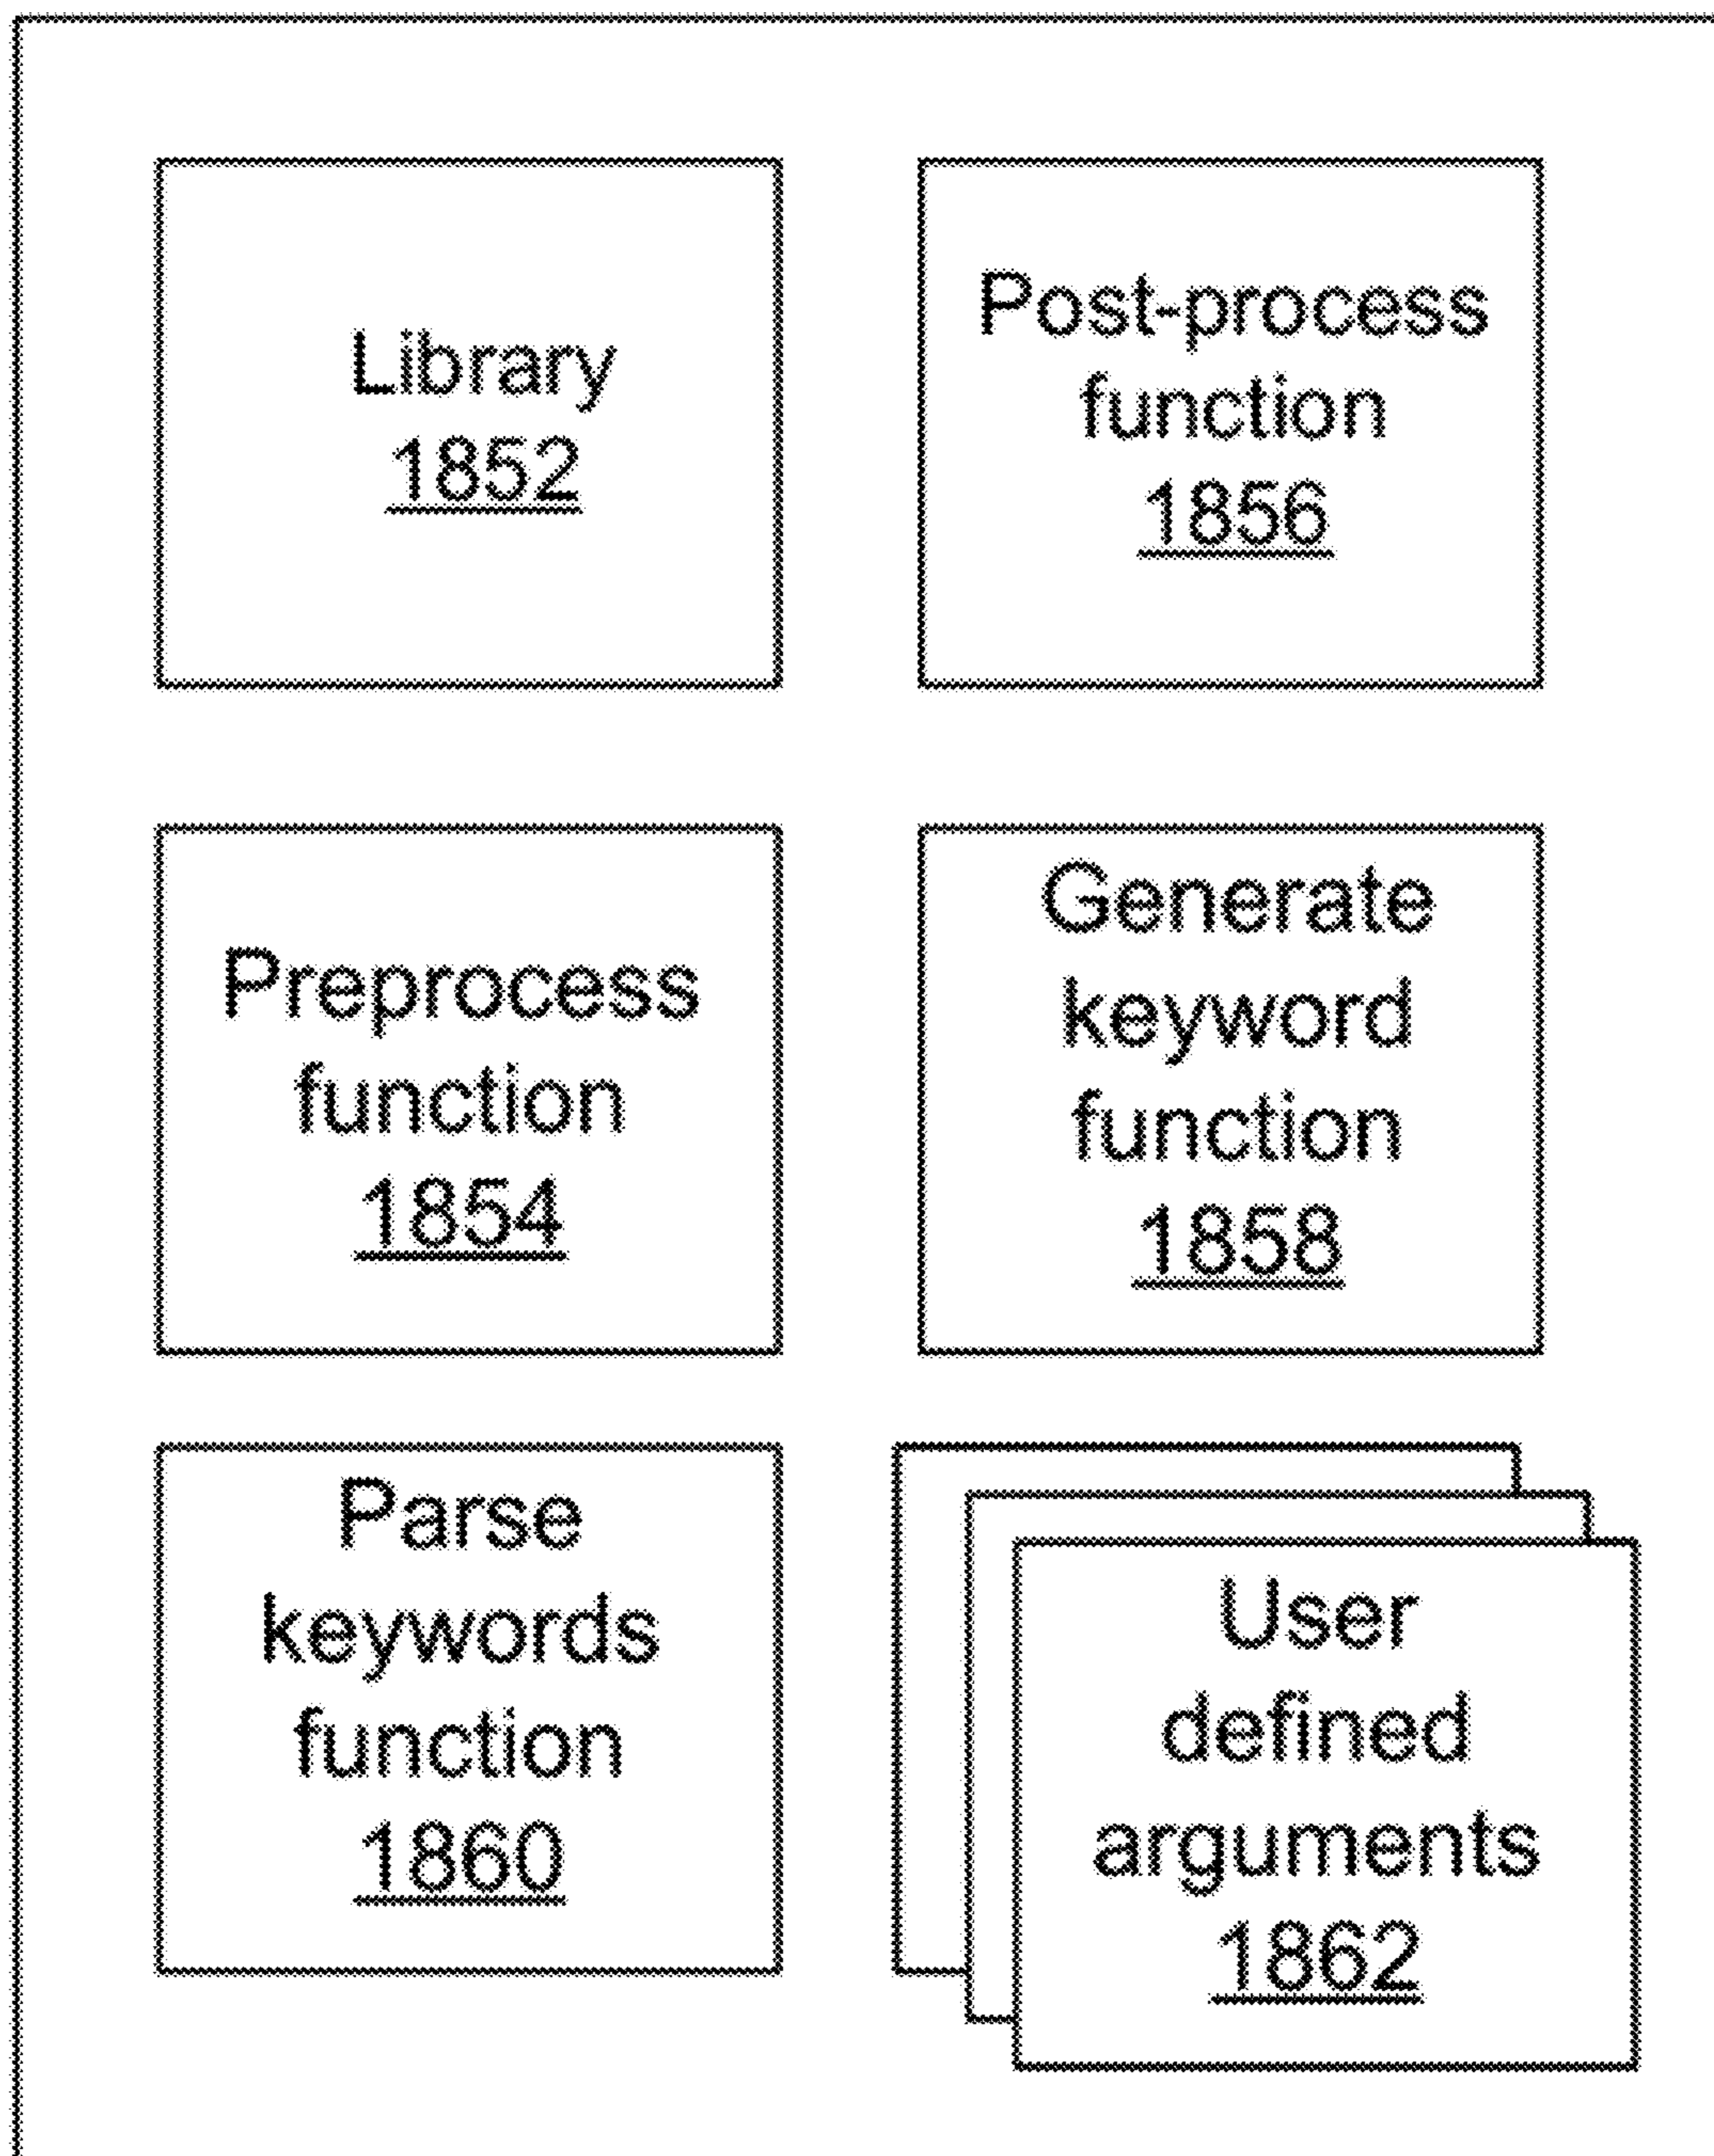 Library
1852
Post-process
function
1856
Preprocess
function
1854
Generate
keyword
function
1858
Parse
keywords
function
1860
User
defined
arguments
1862